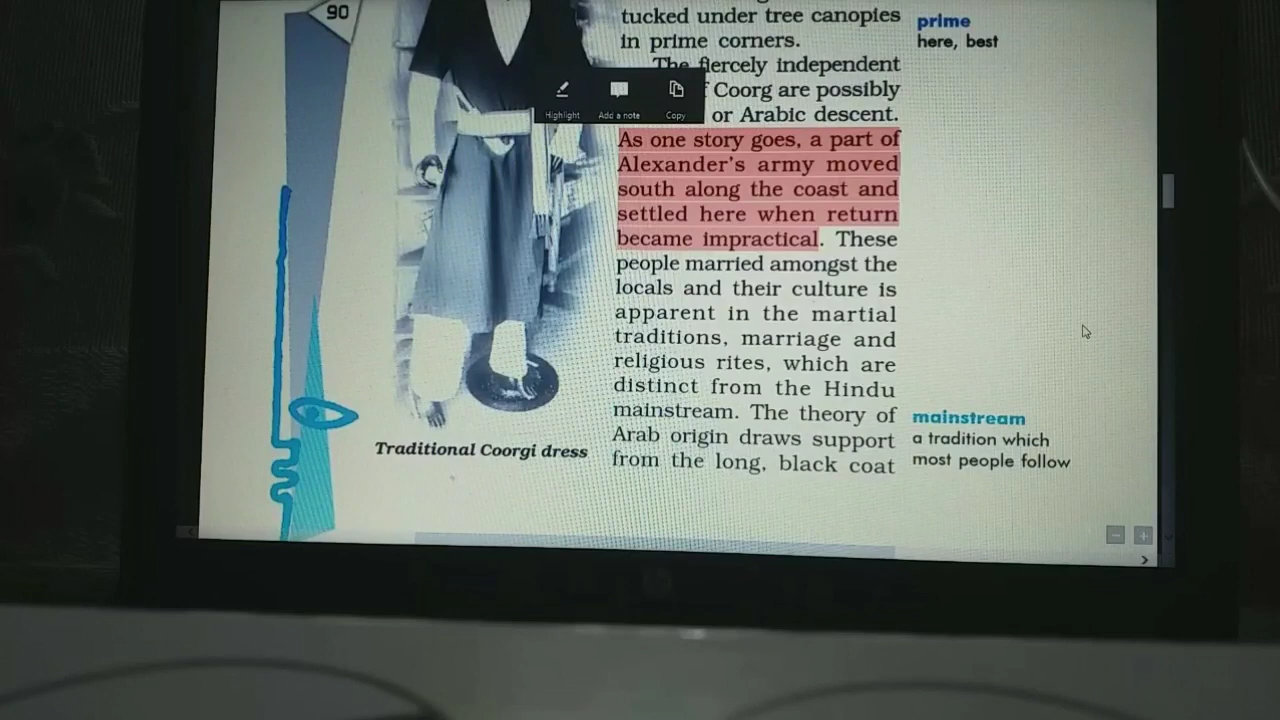 90
tucked under tree canopies
in prime corners.
The fiercely independent
Coorg are possibly
or Arabic descent.
As one story goes, a part of
Alexander's army moved
south along the coast and
settled here when return
became impractical. These
people married amongst the
locals and their culture is
apparent in the martial
traditions, marriage and
religious rites, which are
distinct from the Hindu
mainstream. The theory of
Arab origin draws support
from the long, black coat
prime
here, best
Highlight
Add a note
Copy
mainstream
a tradition which
most people follow
Traditional Coorgi dress